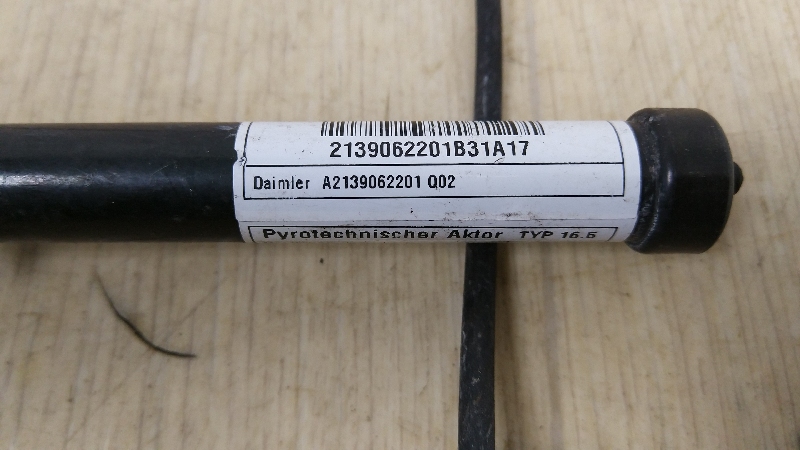 2139062201B31A17
Daimler A2139062201 Q02
Pyrotechnischer Aktor TYP 16.5